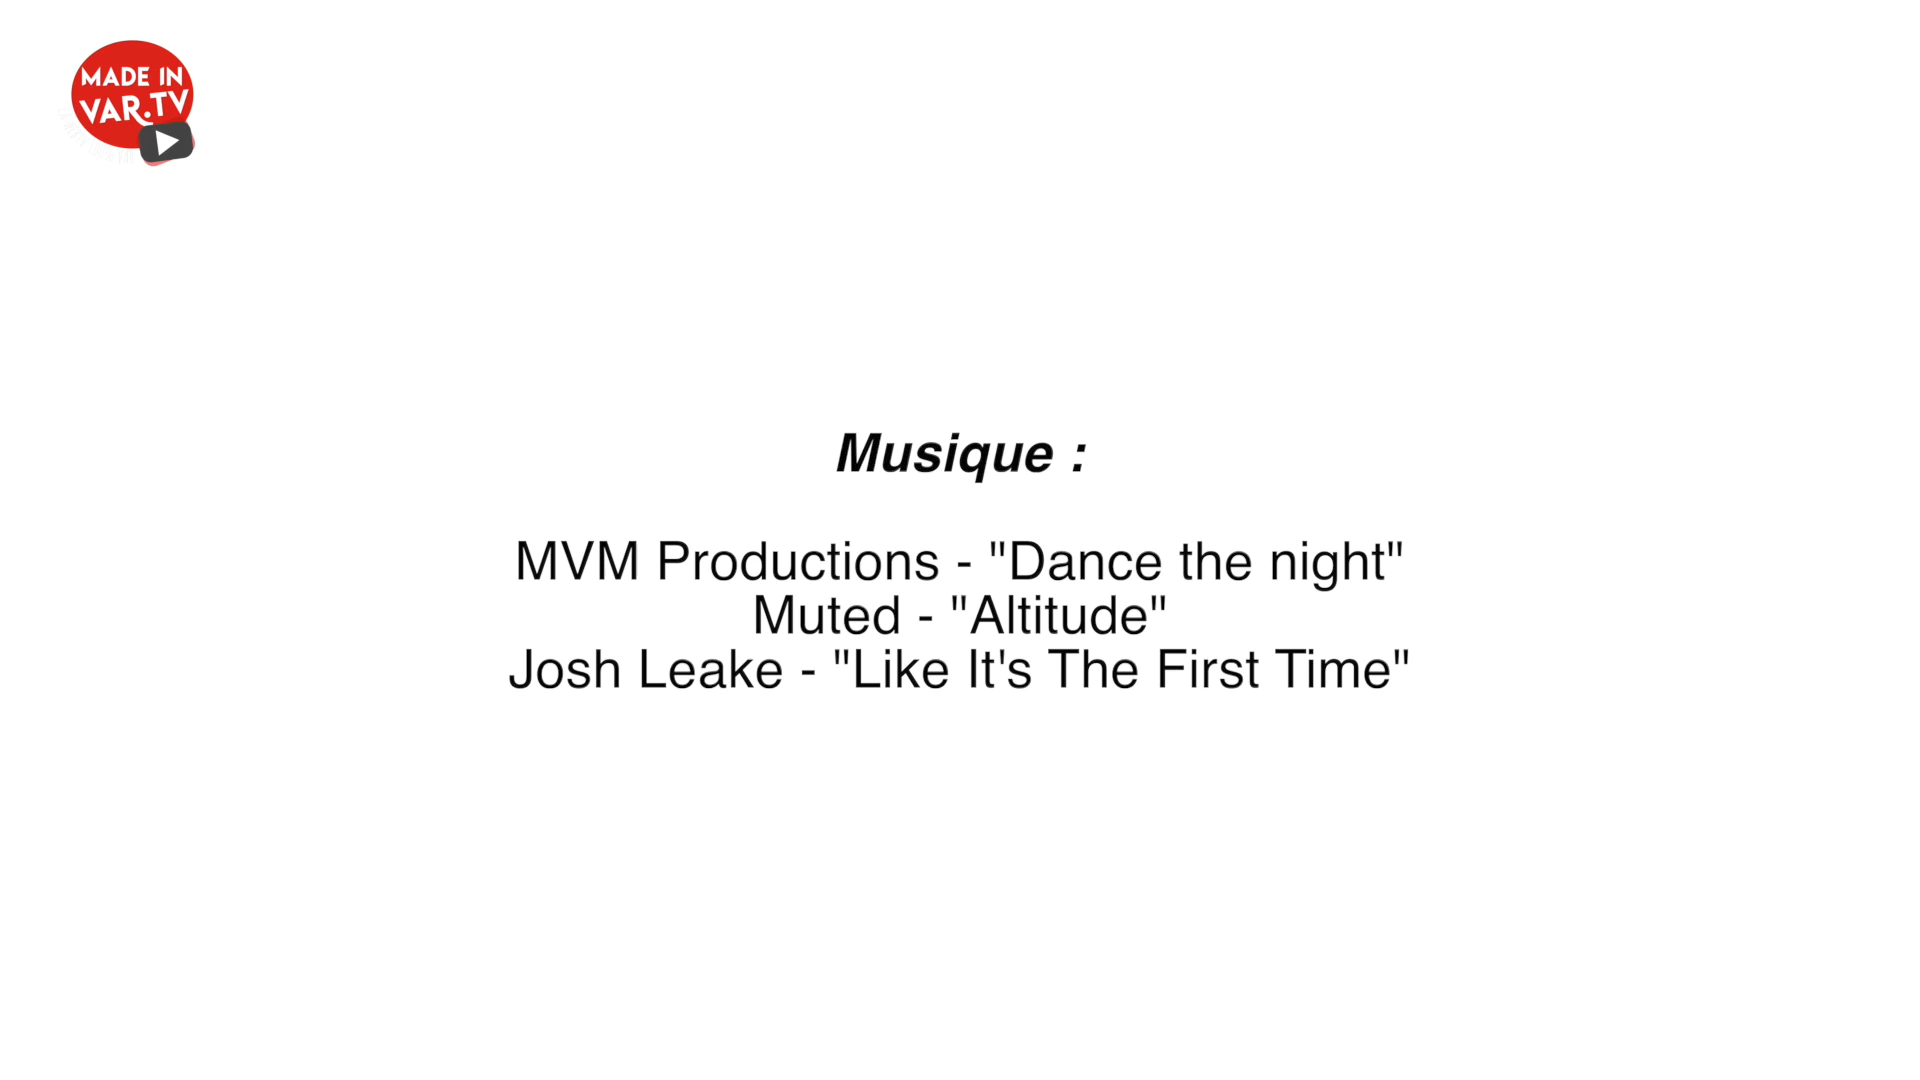 MADE IN
VAR.TV
Musique :
MVM Productions - "Dance the night"
Muted - "Altitude"
Josh Leake - "Like It's The First Time"